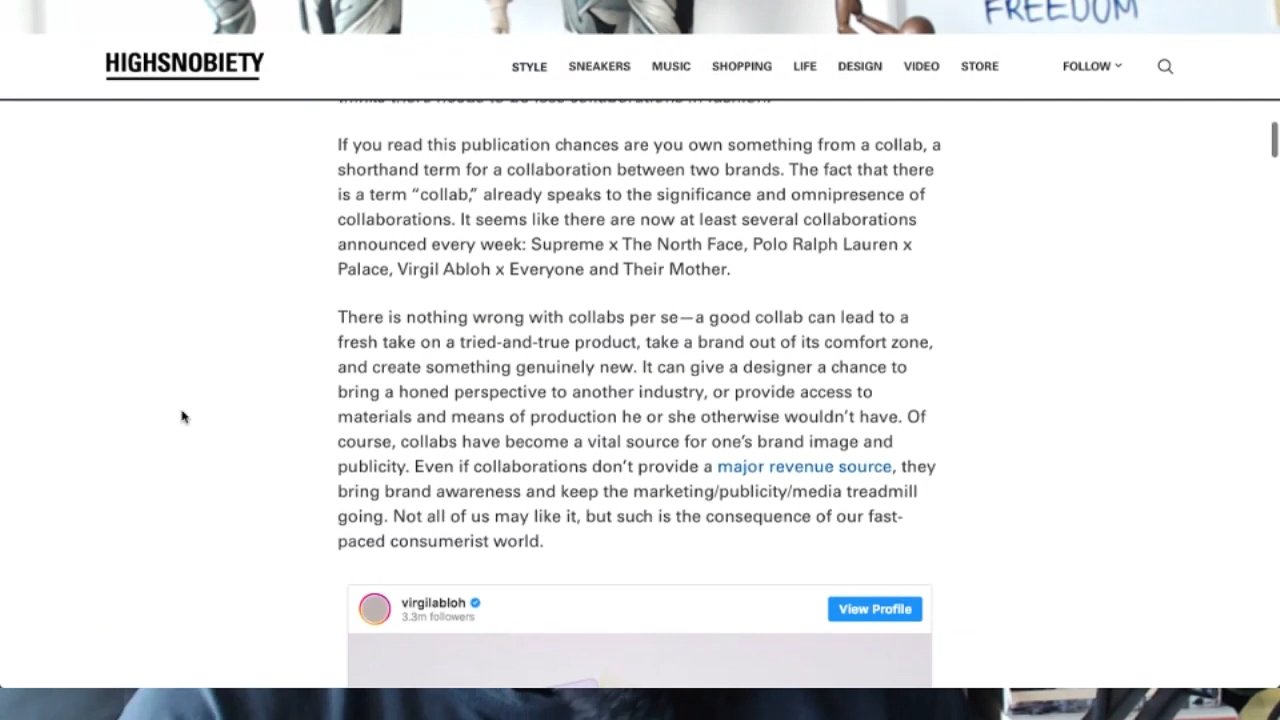 FREEDOM
HIGHSNOBIETY
STYLE SNEAKERS MUSIC SHOPPING LIFE DESIGN VIDEO STORE FOLLOW
thinks there needs to be less collaborations in fashion.
If you read this publication chances are you own something from a collab, a
shorthand term for a collaboration between two brands. The fact that there
is a term “collab,” already speaks to the significance and omnipresence of
collaborations. It seems like there are now at least several collaborations
announced every week: Supreme x The North Face, Polo Ralph Lauren x
Palace, Virgil Abloh x Everyone and Their Mother.
There is nothing wrong with collabs per se—a good collab can lead to a
fresh take on a tried-and-true product, take a brand out of its comfort zone,
and create something genuinely new. It can give a designer a chance to
bring a honed perspective to another industry, or provide access to
materials and means of production he or she otherwise wouldn’t have. Of
course, collabs have become a vital source for one’s brand image and
publicity. Even if collaborations don’t provide a major revenue source, they
bring brand awareness and keep the marketing/publicity/media treadmill
going. Not all of us may like it, but such is the consequence of our fast-
paced consumerist world.
virgilabloh
3.3m followers
View Profile